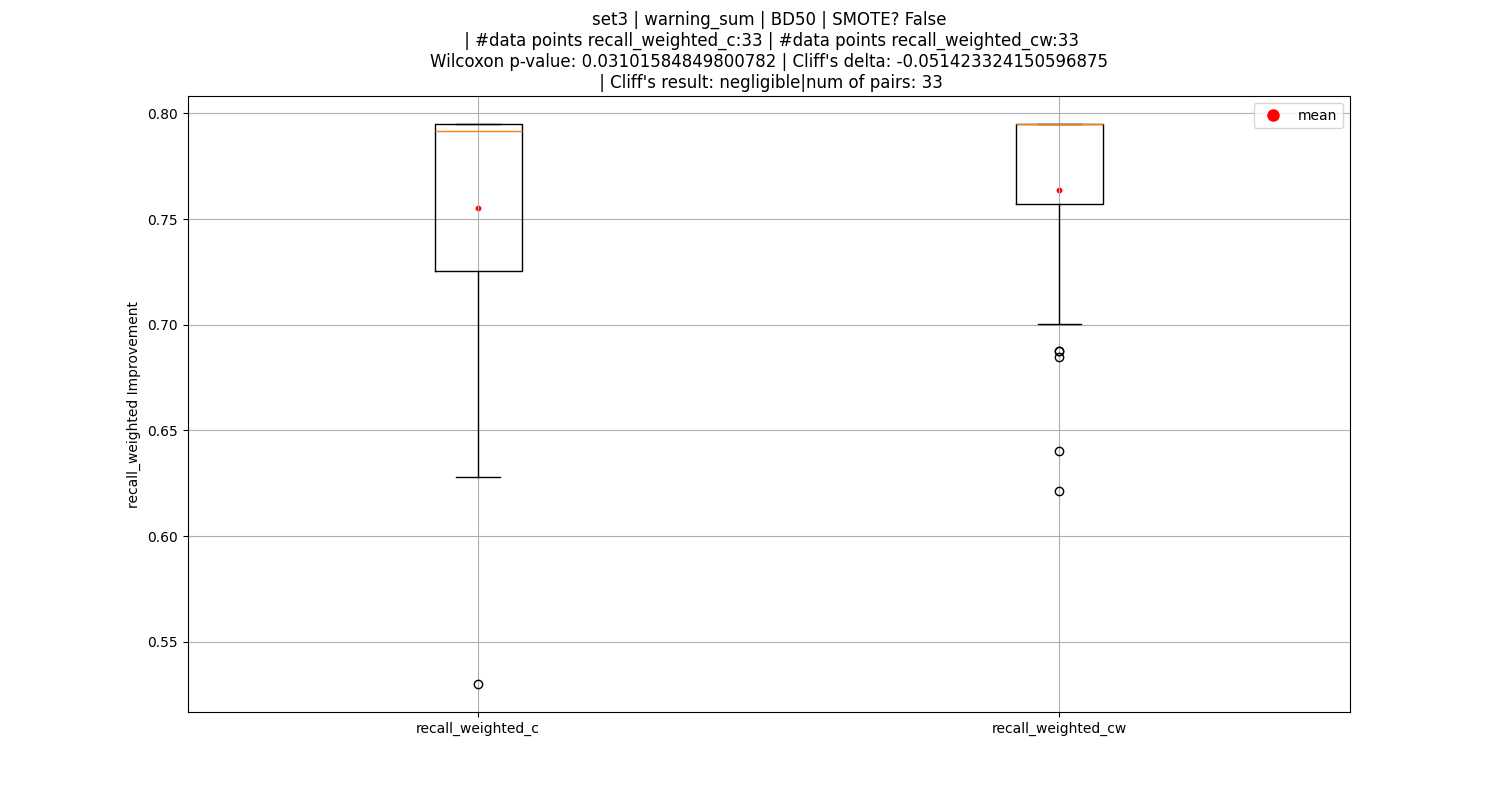 set3 | warning_sum | BD50 | SMOTE? False
| #data points recall_weighted_c:33 | #data points recall_weighted_cw:33
Wilcoxon p-value: 0.03101584849800782 | Cliff's delta: -0.051423324150596875
| Cliff's result: negligible|num of pairs: 33
mean
0.80
0.75
0.70
0.65
0.60
0.55
recall_weighted Improvement
recall_weighted_c
recall_weighted_cw